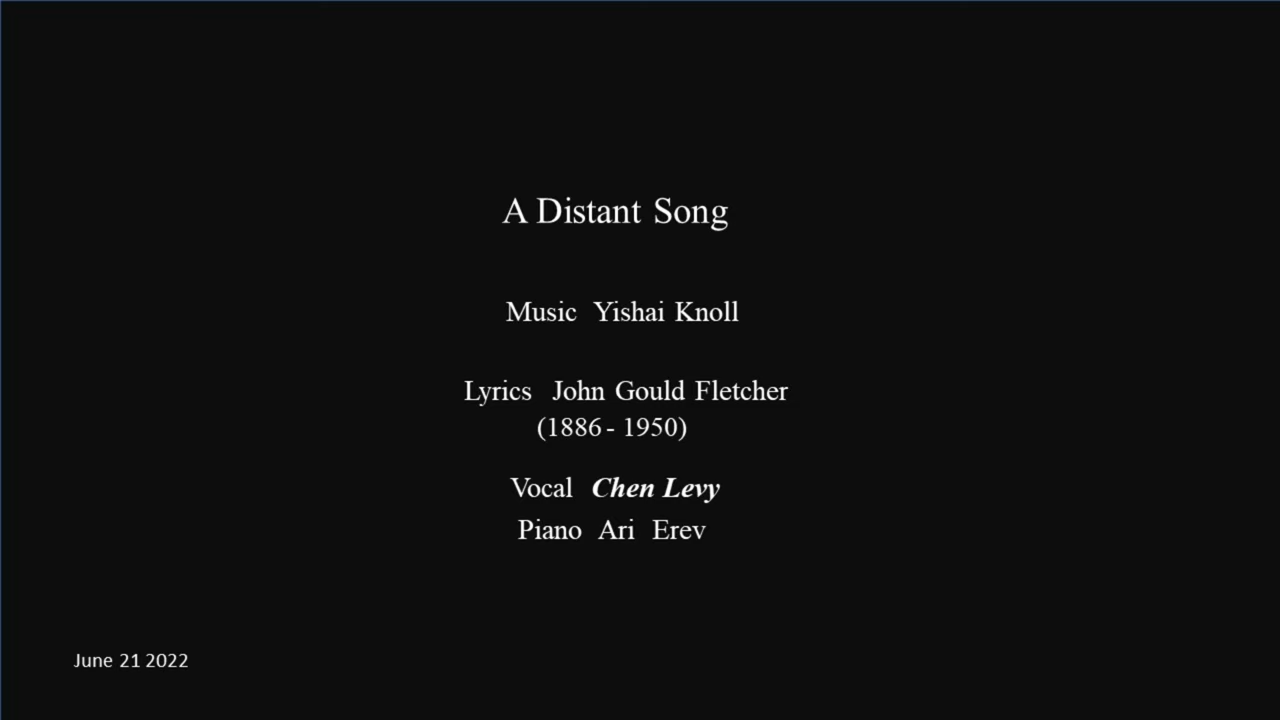 A Distant Song
Music Yishai Knoll
Lyrics John Gould Fletcher
(1886 - 1950)
Vocal Chen Levy
Piano Ari Erev
June 21 2022